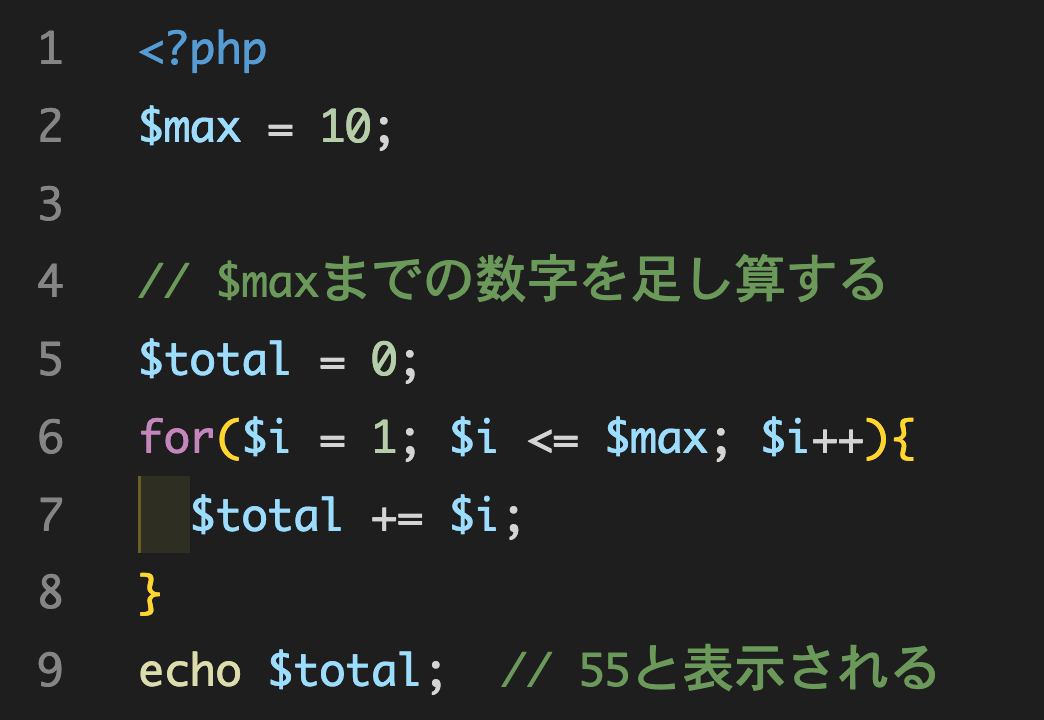 1 <?php
2 $max = 10;
3
4 // $maxまでの数字を足し算する
5 $total = 0;
6 for($i = 1; $i <= $max; $i++){
7   $total += $i;
8 }
9 echo $total;  // 55と表示される